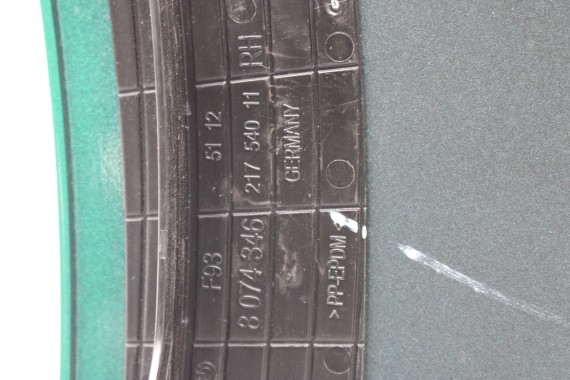 F93 51 12
8 074 346 217 540 11 RH
GERMANY
> PP-EPDM <